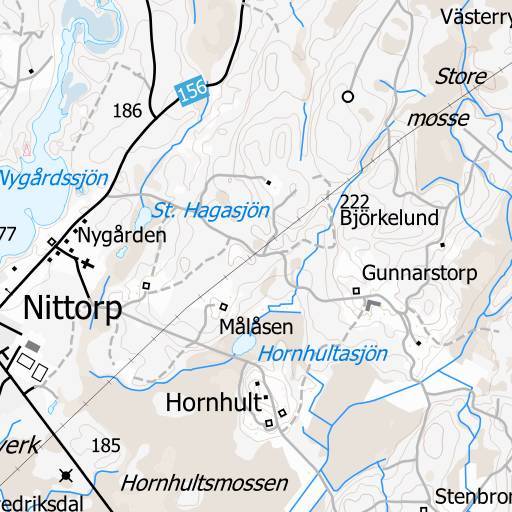 Västerry
Store
156
186
mosse
Nygårdssjön
222
St. Hagasjön
Björkelund
77
Nygården
Gunnarstorp
Nittorp
Målåsen
Hornhultasjön
Hornhult
verk
185
Hornhultsmossen
Stenbron
edriksdal